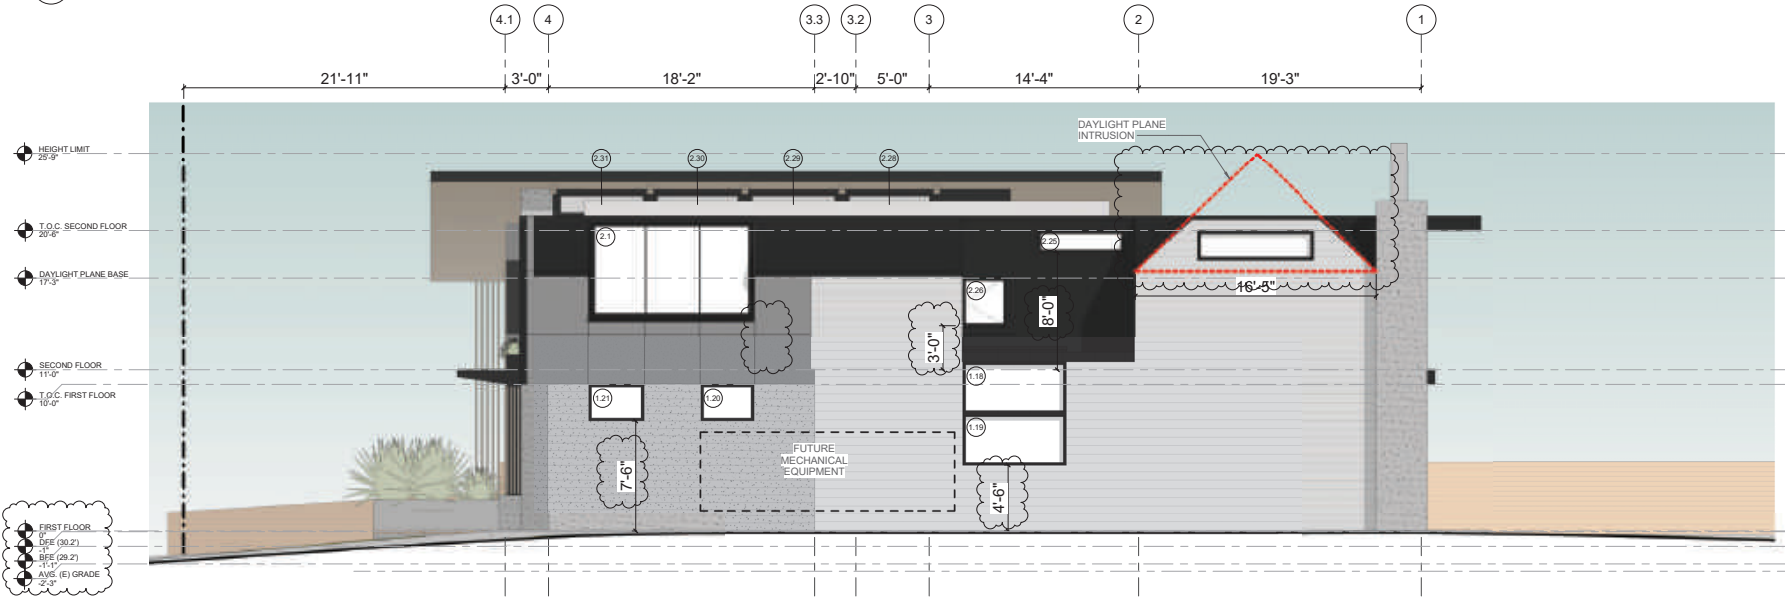 4.1 4 3.3 3.2 3 2 1
21'-11" 3'-0" 18'-2" 2'-10" 5'-0" 14'-4" 19'-3"
DAYLIGHT PLANE
INTRUSION
HEIGHT LIMIT
25'-9"
2.31 2.30 2.29 2.28
T.O.C. SECOND FLOOR
20'-6"
2.1
2.25
DAYLIGHT PLANE BASE
17'-3"
2.26
16'-5"
8'-0"
3'-0"
SECOND FLOOR
11'-0"
1.18
T.O.C. FIRST FLOOR
10'-0"
1.21 1.20
1.19
FUTURE
MECHANICAL
EQUIPMENT
7'-6"
4'-6"
FIRST FLOOR
0"
DFE (30.2')
-1"
BFE (29.2')
-1'-1"
AVG. (E) GRADE
-2'-3"